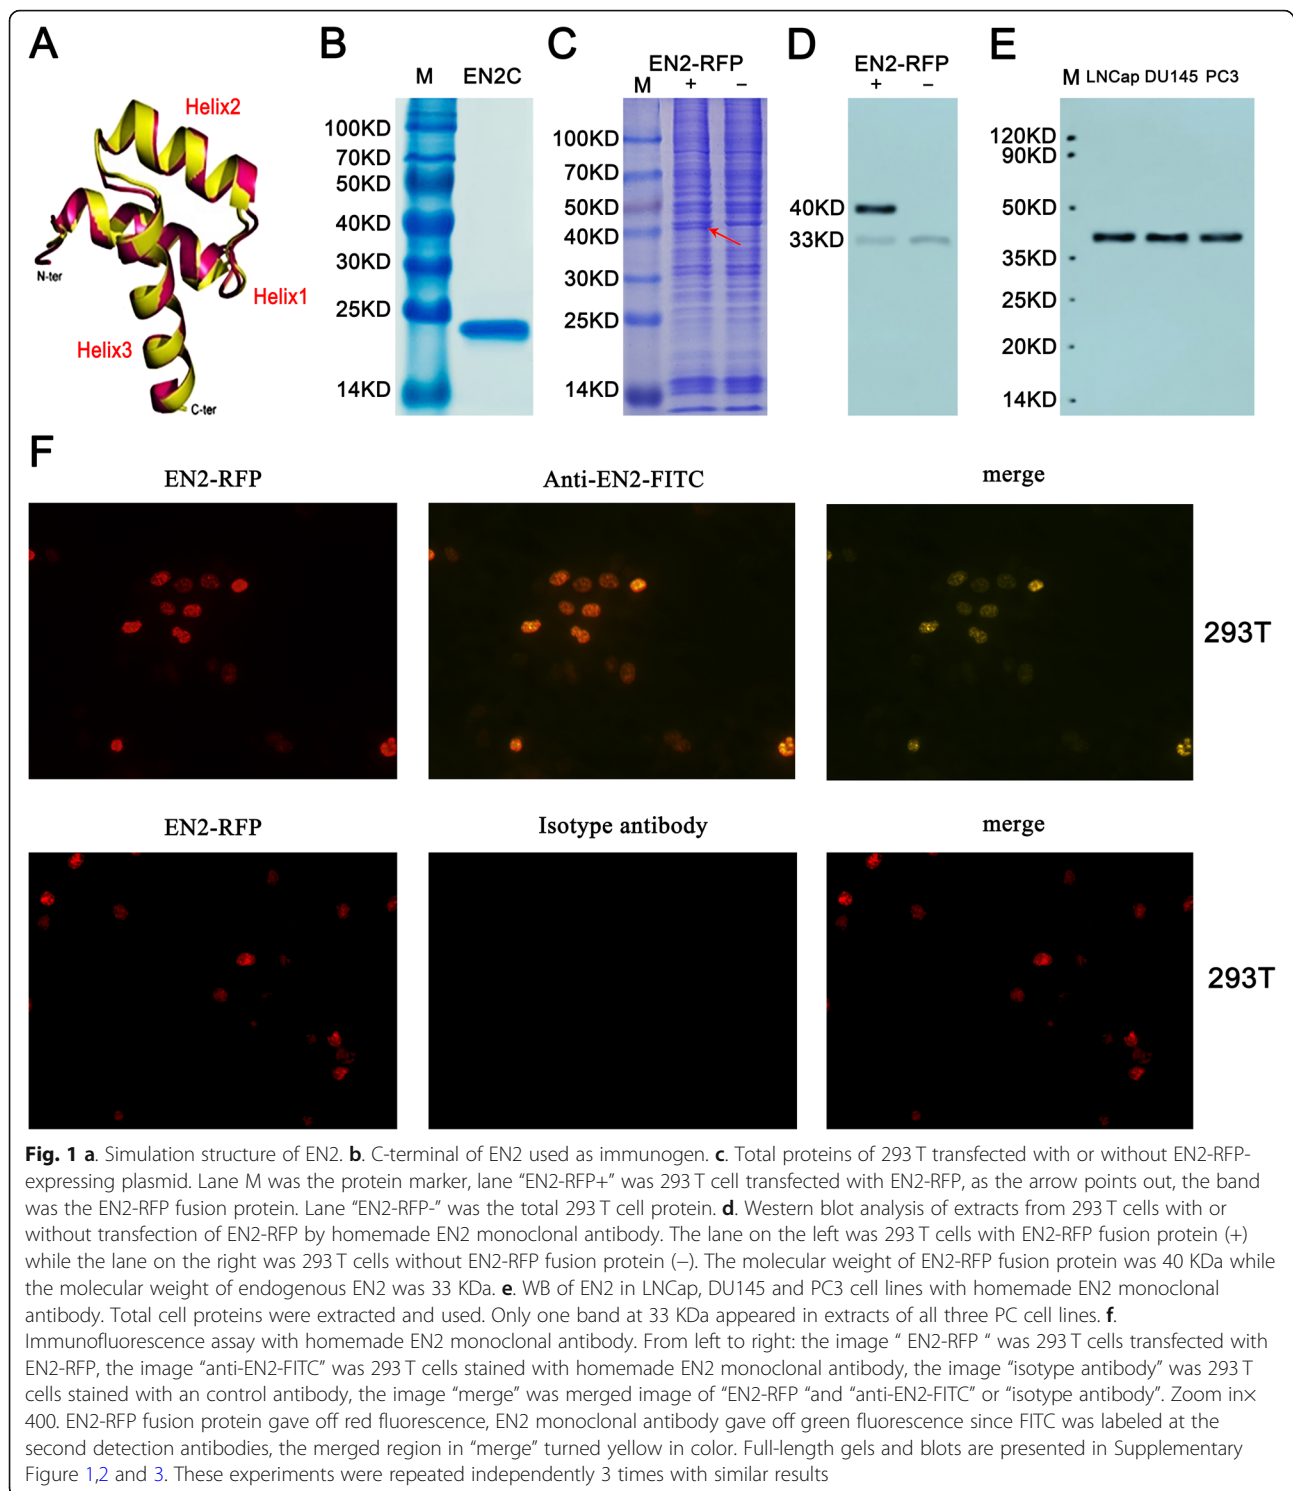 A
B
C
D
E
Helix2
N-ter
Helix1
Helix3
C-ter
M EN2C
100KD
70KD
50KD
40KD
30KD
25KD
14KD
EN2-RFP
M + −
100KD
70KD
50KD
40KD
30KD
25KD
14KD
EN2-RFP
+ −
40KD
33KD
M LNCap DU145 PC3
120KD
90KD
50KD
35KD
25KD
20KD
14KD
F
EN2-RFP Anti-EN2-FITC merge
293T
EN2-RFP Isotype antibody merge
293T
Fig. 1 a. Simulation structure of EN2. b. C-terminal of EN2 used as immunogen. c. Total proteins of 293 T transfected with or without EN2-RFP-
expressing plasmid. Lane M was the protein marker, lane “EN2-RFP+” was 293 T cell transfected with EN2-RFP, as the arrow points out, the band
was the EN2-RFP fusion protein. Lane “EN2-RFP-” was the total 293 T cell protein. d. Western blot analysis of extracts from 293 T cells with or
without transfection of EN2-RFP by homemade EN2 monoclonal antibody. The lane on the left was 293 T cells with EN2-RFP fusion protein (+)
while the lane on the right was 293 T cells without EN2-RFP fusion protein (−). The molecular weight of EN2-RFP fusion protein was 40 KDa while
the molecular weight of endogenous EN2 was 33 KDa. e. WB of EN2 in LNCap, DU145 and PC3 cell lines with homemade EN2 monoclonal
antibody. Total cell proteins were extracted and used. Only one band at 33 KDa appeared in extracts of all three PC cell lines. f.
Immunofluorescence assay with homemade EN2 monoclonal antibody. From left to right: the image “ EN2-RFP “ was 293 T cells transfected with
EN2-RFP, the image “anti-EN2-FITC” was 293 T cells stained with homemade EN2 monoclonal antibody, the image “isotype antibody” was 293 T
cells stained with an control antibody, the image “merge” was merged image of “EN2-RFP “and “anti-EN2-FITC” or “isotype antibody”. Zoom in×
400. EN2-RFP fusion protein gave off red fluorescence, EN2 monoclonal antibody gave off green fluorescence since FITC was labeled at the
second detection antibodies, the merged region in “merge” turned yellow in color. Full-length gels and blots are presented in Supplementary
Figure 1,2 and 3. These experiments were repeated independently 3 times with similar results